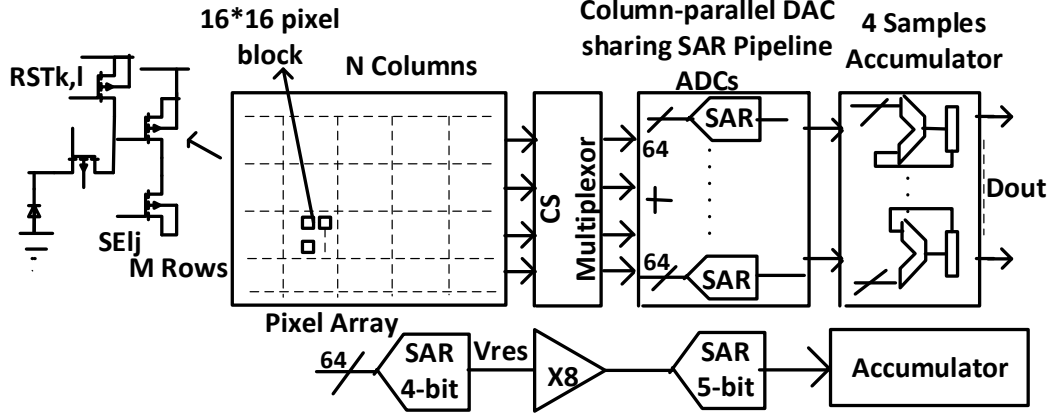 16*16 pixel
block
N Columns
Column-parallel DAC
sharing SAR Pipeline
ADCs
4 Samples
Accumulator
RSTk,l
SElj
M Rows
Pixel Array
CS
Multiplexor
SAR
64
64
SAR
Dout
64
SAR
4-bit
Vres
X8
SAR
5-bit
Accumulator